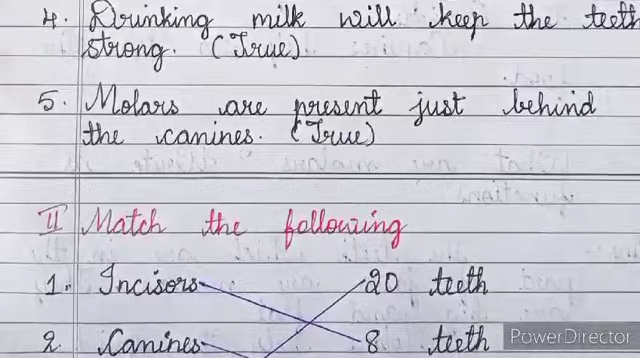 4. Drinking milk will keep the teeth
strong. (True)
5. Molars are present just behind
the canines. (True)
II Match the following
1. Incisors 20 teeth
2. Canines 8 teeth
PowerDirector